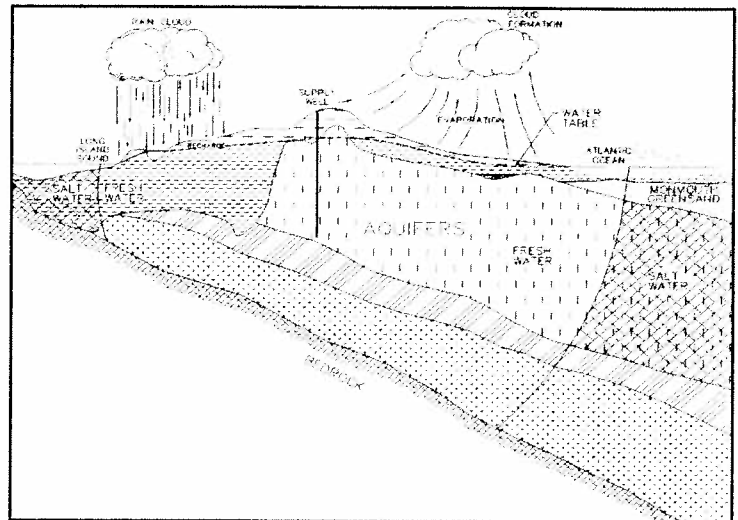 RAIN CLOUD
CLOUD
FORMATION
SUPPLY
WELL
EVAPORATION
WATER
TABLE
LONG
ISLAND
SOUND
RECHARGE
ATLANTIC
OCEAN
SALT
WATER
FRESH
WATER
MONMOUTH
GREENSAND
AQUIFERS
FRESH
WATER
SALT
WATER
BEDROCK